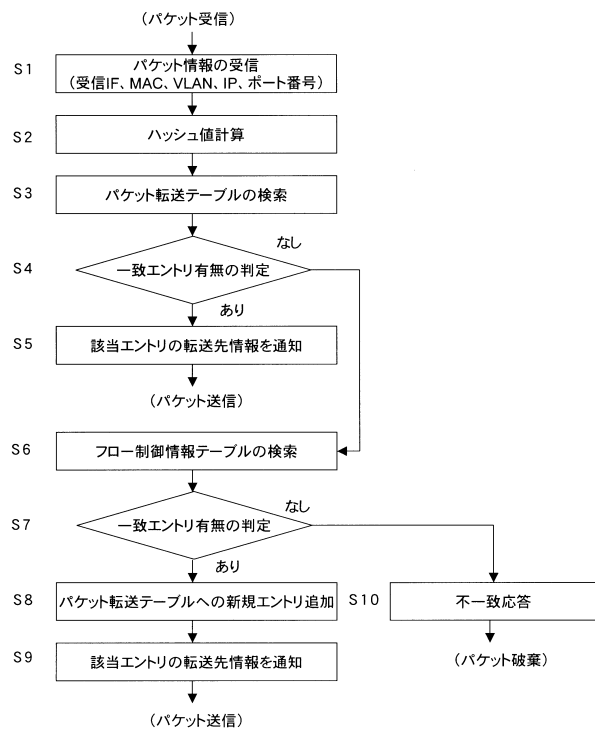 (パケット受信)
S1
パケット情報の受信
(受信IF、MAC、VLAN、IP、ポート番号)
S2
ハッシュ値計算
S3
パケット転送テーブルの検索
なし
S4
一致エントリ有無の判定
あり
S5
該当エントリの転送先情報を通知
(パケット送信)
S6
フロー制御情報テーブルの検索
なし
S7
一致エントリ有無の判定
あり
S8
パケット転送テーブルへの新規エントリ追加
S10
不一致応答
S9
該当エントリの転送先情報を通知
(パケット破棄)
(パケット送信)